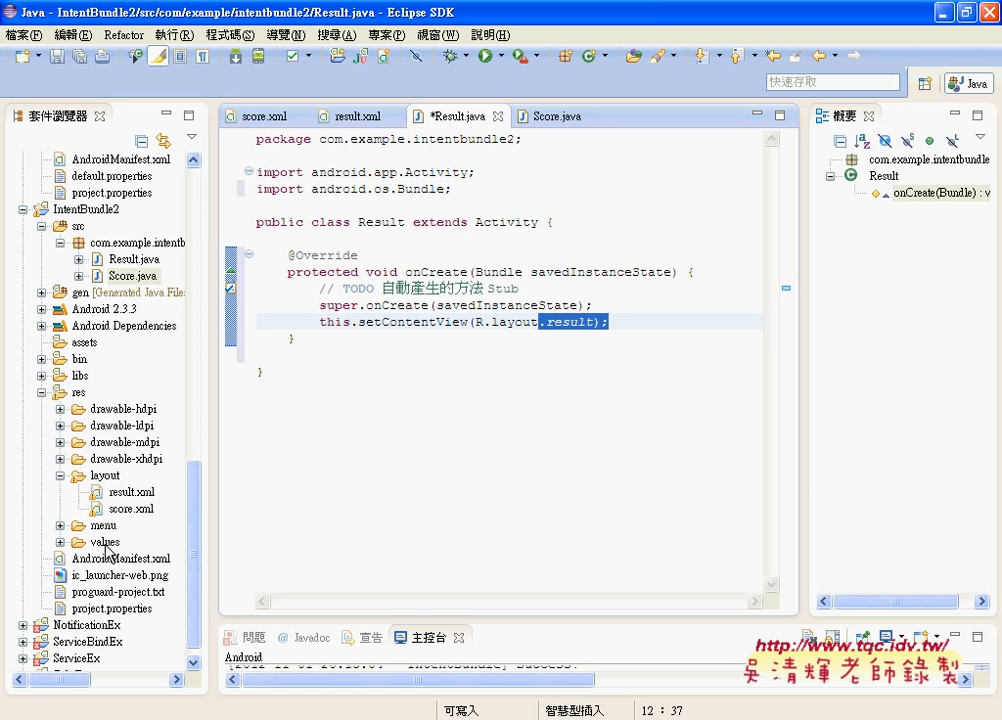 Java - IntentBundle2/src/com/example/intentbundle2/Result.java - Eclipse SDK
檔案(F) 編輯(E) Refactor 執行(R) 程式碼(S) 導覽(N) 搜尋(A) 專案(P) 視窗(W) 說明(H)
快速存取
Java
套件瀏覽器
AndroidManifest.xml
default.properties
project.properties
IntentBundle2
src
com.example.intentb
Result.java
Score.java
gen [Generated Java File
Android 2.3.3
Android Dependencies
assets
bin
libs
res
drawable-hdpi
drawable-ldpi
drawable-mdpi
drawable-xhdpi
layout
result.xml
score.xml
menu
values
AndroidManifest.xml
ic_launcher-web.png
proguard-project.txt
project.properties
NotificationEx
ServiceBindEx
ServiceEx
score.xml result.xml *Result.java Score.java
package com.example.intentbundle2;
import android.app.Activity;
import android.os.Bundle;
public class Result extends Activity {
@Override
protected void onCreate(Bundle savedInstanceState) {
// TODO 自動產生的方法 Stub
super.onCreate(savedInstanceState);
this.setContentView(R.layout.result);
}
}
概要
com.example.intentbundle
Result
onCreate(Bundle) : v
問題 @ Javadoc 宣告 主控台
Android
http://www.tqc.idv.tw/
吳清輝老師錄製
可寫入 智慧型插入 12 : 37